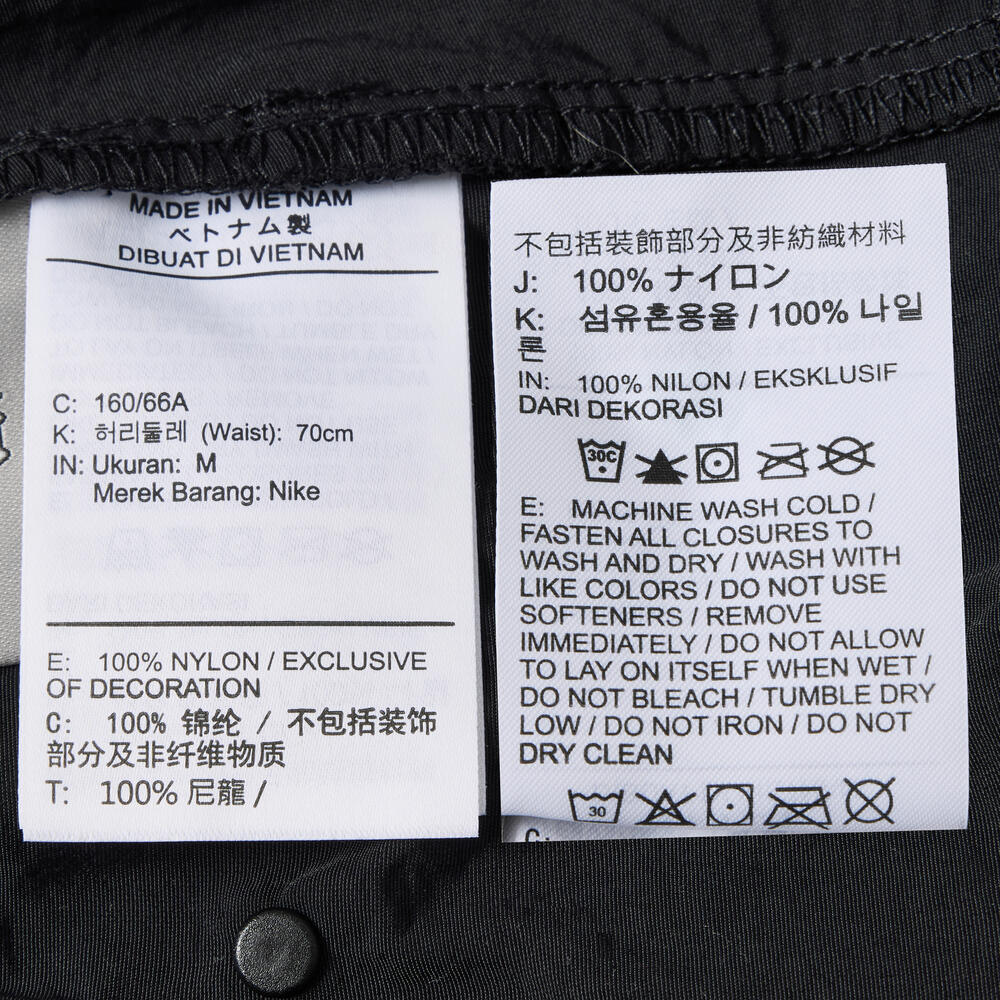 MADE IN VIETNAM
ベトナム製
DIBUAT DI VIETNAM
C: 160/66A
K: 허리둘레 (Waist): 70cm
IN: Ukuran: M
Merek Barang: Nike
E: 100% NYLON / EXCLUSIVE
OF DECORATION
C: 100% 锦纶 / 不包括装饰
部分及非纤维物质
T: 100% 尼龍 /
不包括裝飾部分及非紡織材料
J: 100% ナイロン
K: 섬유혼용율 / 100% 나일
론
IN: 100% NILON / EKSKLUSIF
DARI DEKORASI
30C
E: MACHINE WASH COLD /
FASTEN ALL CLOSURES TO
WASH AND DRY / WASH WITH
LIKE COLORS / DO NOT USE
SOFTENERS / REMOVE
IMMEDIATELY / DO NOT ALLOW
TO LAY ON ITSELF WHEN WET /
DO NOT BLEACH / TUMBLE DRY
LOW / DO NOT IRON / DO NOT
DRY CLEAN
30